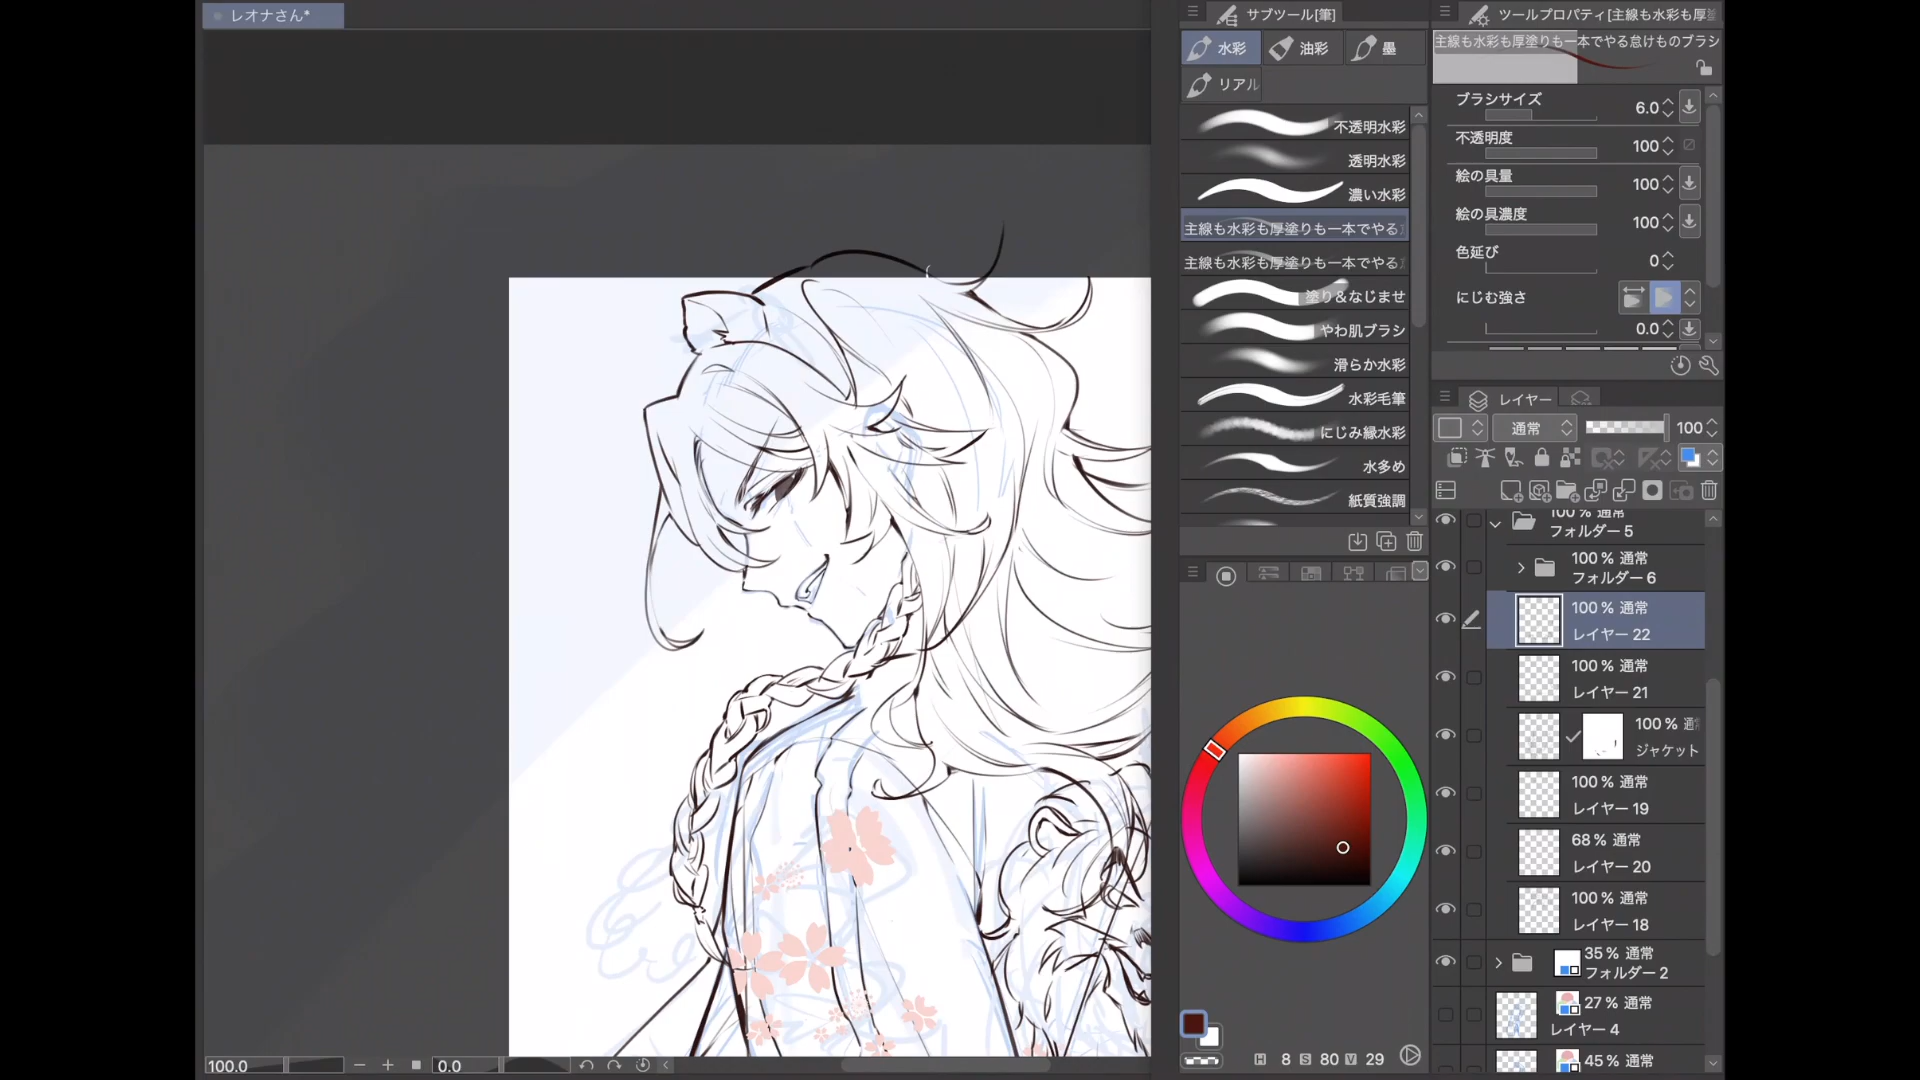 レオナさん*
サブツール[筆]
水彩
油彩
墨
リアル
不透明水彩
透明水彩
濃い水彩
主線も水彩も厚塗りも一本でやる
主線も水彩も厚塗りも一本でやる
塗り&なじませ
やわ肌ブラシ
滑らか水彩
水彩毛筆
にじみ縁水彩
水多め
紙質強調
ツールプロパティ[主線も水彩も厚
主線も水彩も厚塗りも一本でやる怠けものブラシ
ブラシサイズ 6.0
不透明度 100
絵の具量 100
絵の具濃度 100
色延び 0
にじむ強さ
0.0
レイヤー
通常 100
100 % 通常
フォルダー 5
100 % 通常
フォルダー 6
100 % 通常
レイヤー 22
100 % 通常
レイヤー 21
100 % 通
ジャケット
100 % 通常
レイヤー 19
68 % 通常
レイヤー 20
100 % 通常
レイヤー 18
35 % 通常
フォルダー 2
27 % 通常
レイヤー 4
45 % 通常
H 8 S 80 V 29
100.0
0.0